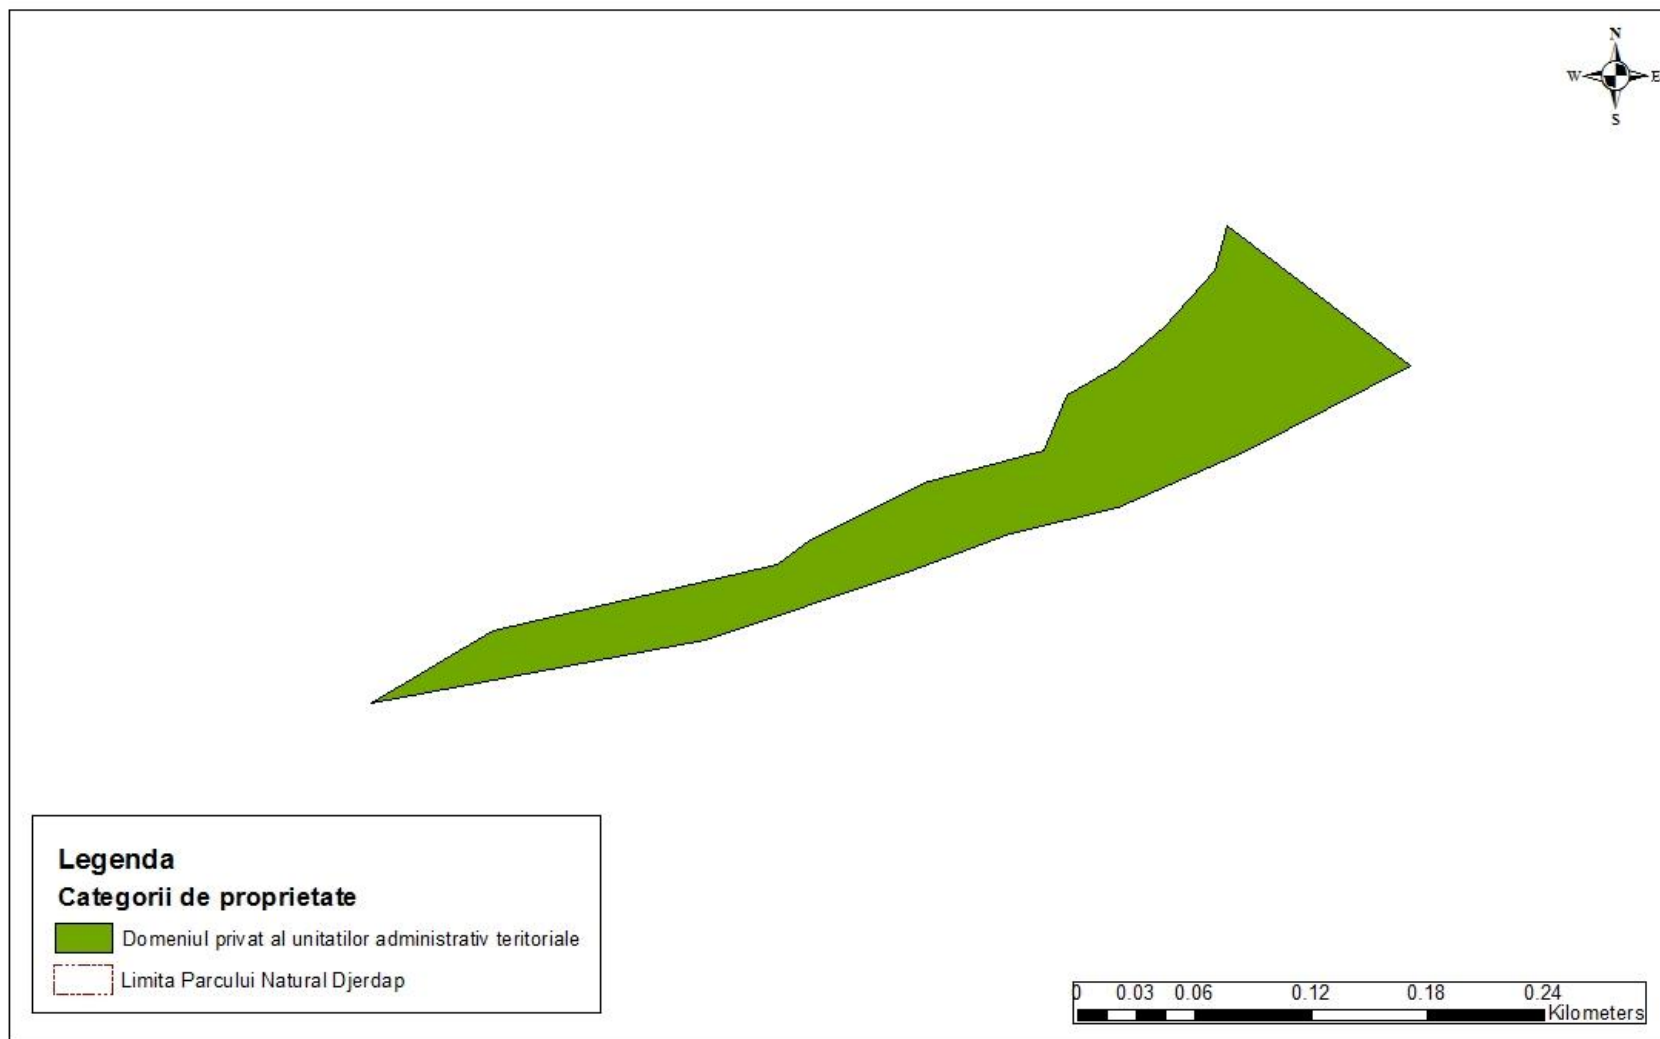 N
W E
S
Legenda
Categorii de proprietate
Domeniul privat al unitatilor administrativ teritoriale
Limita Parcului Natural Djerdap
0 0.03 0.06 0.12 0.18 0.24
Kilometers